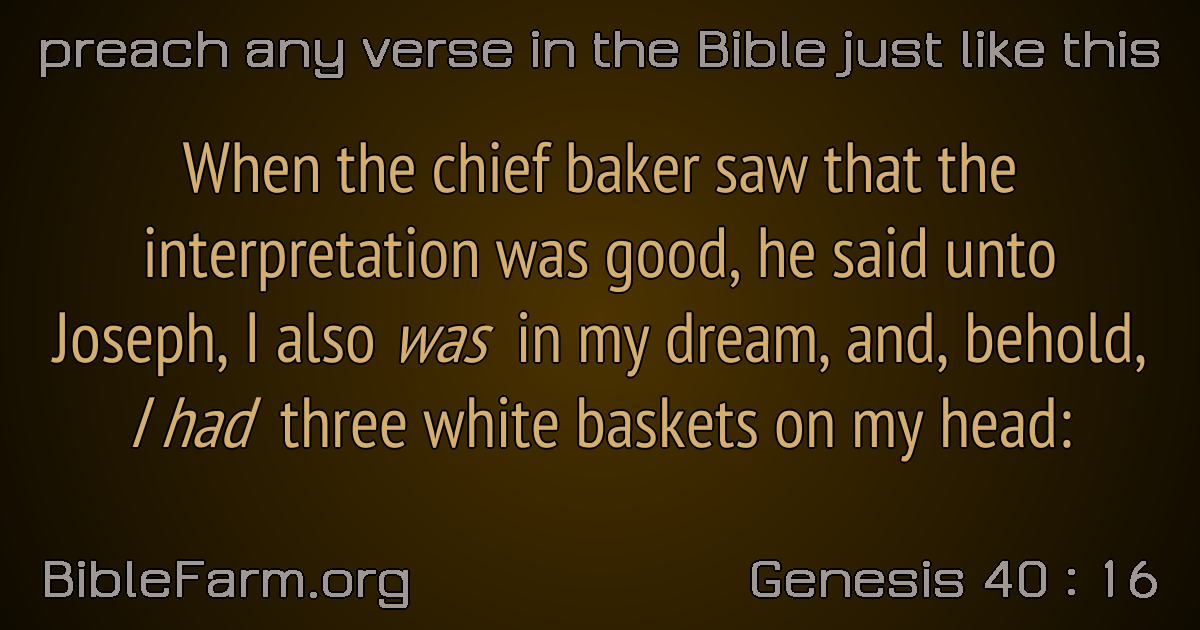 preach any verse in the Bible just like this
When the chief baker saw that the
interpretation was good, he said unto
Joseph, I also was in my dream, and, behold,
I had three white baskets on my head:
BibleFarm.org
Genesis 40 : 16